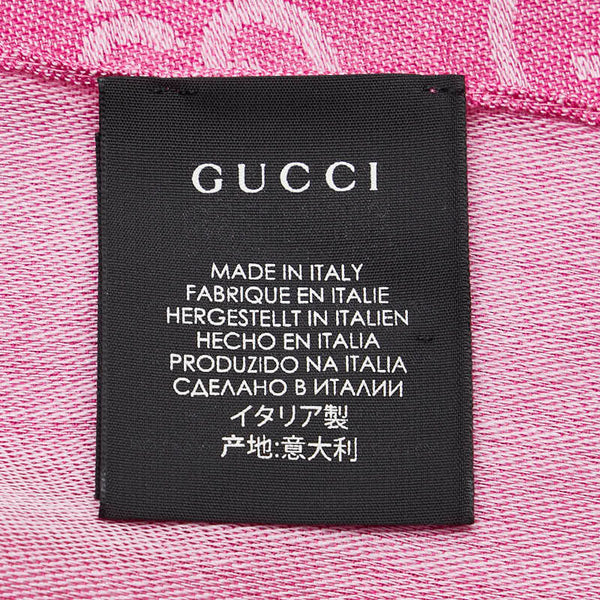 GUCCI
MADE IN ITALY
FABRIQUE EN ITALIE
HERGESTELLT IN ITALIEN
HECHO EN ITALIA
PRODUZIDO NA ITALIA
СДЕЛАНО В ИТАЛИИ
イタリア製
产地:意大利